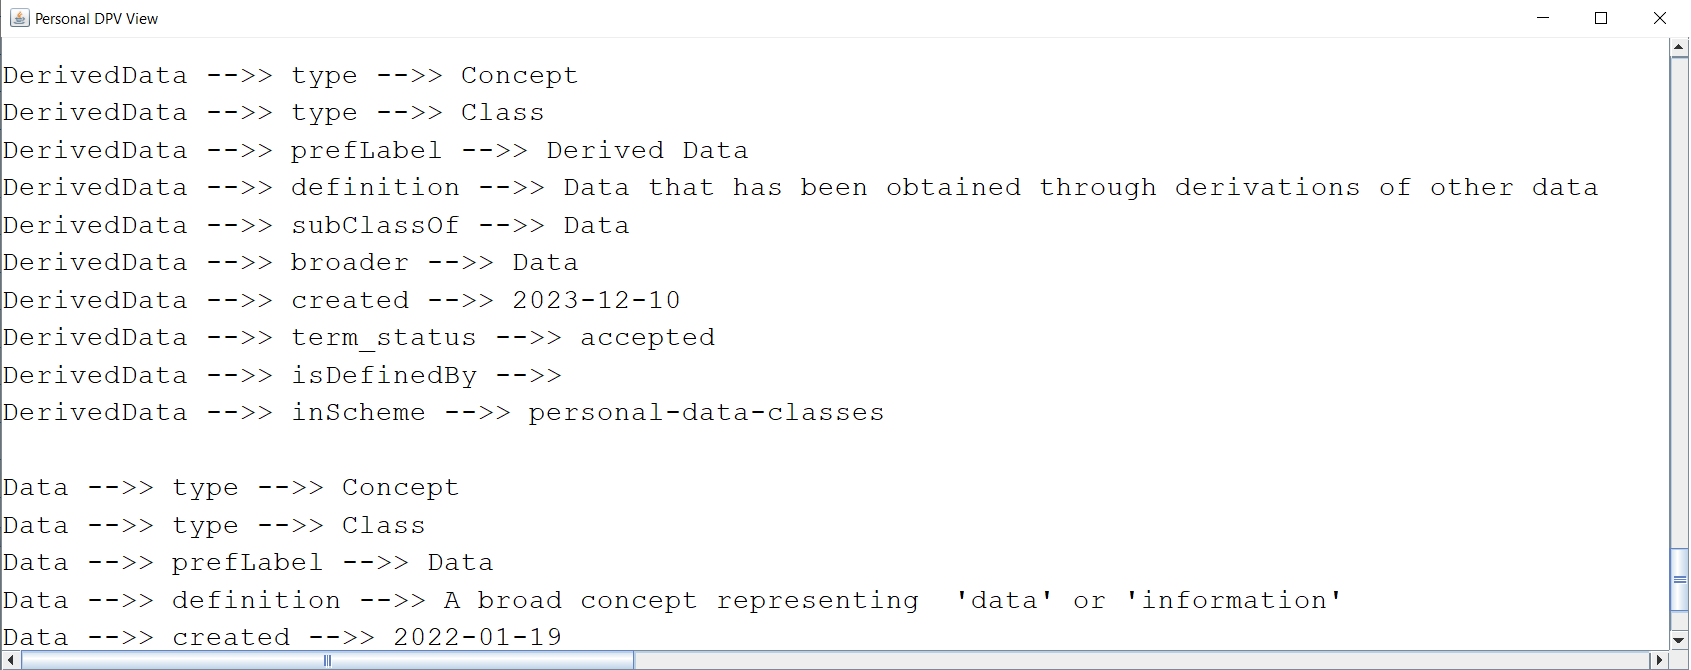 Personal DPV View
DerivedData -->> type -->> Concept
DerivedData -->> type -->> Class
DerivedData -->> prefLabel -->> Derived Data
DerivedData -->> definition -->> Data that has been obtained through derivations of other data
DerivedData -->> subClassOf -->> Data
DerivedData -->> broader -->> Data
DerivedData -->> created -->> 2023-12-10
DerivedData -->> term_status -->> accepted
DerivedData -->> isDefinedBy -->>
DerivedData -->> inScheme -->> personal-data-classes
Data -->> type -->> Concept
Data -->> type -->> Class
Data -->> prefLabel -->> Data
Data -->> definition -->> A broad concept representing  'data' or 'information'
Data -->> created -->> 2022-01-19